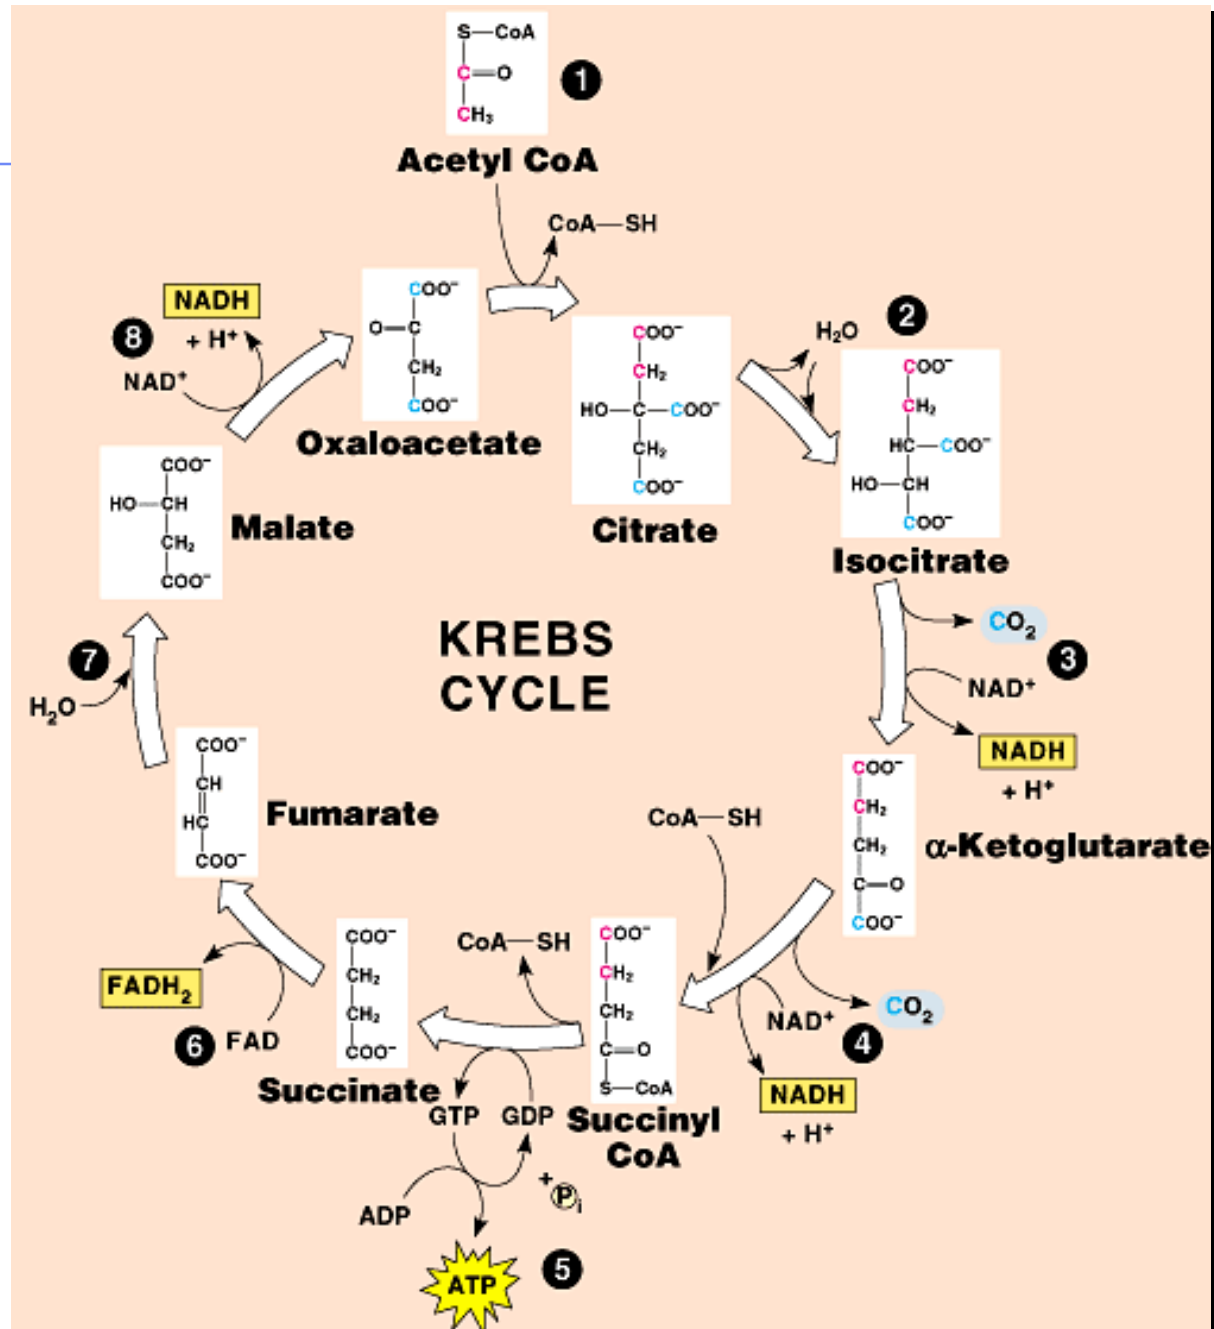 S—CoA
C=O
CH₃
1
Acetyl CoA
CoA—SH
NADH
+ H⁺
8
NAD⁺
COO⁻
O—C
CH₂
COO⁻
Oxaloacetate
COO⁻
CH₂
HO—C—COO⁻
CH₂
COO⁻
Citrate
H₂O
2
COO⁻
CH₂
HC—COO⁻
HO—CH
COO⁻
Isocitrate
COO⁻
HO—CH
CH₂
COO⁻
Malate
KREBS
CYCLE
CO₂
3
NAD⁺
NADH
+ H⁺
7
H₂O
COO⁻
CH
HC
COO⁻
Fumarate
COO⁻
CH₂
CH₂
C—O
COO⁻
α-Ketoglutarate
CoA—SH
CO₂
NAD⁺
4
NADH
+ H⁺
COO⁻
CH₂
CH₂
C=O
S—CoA
Succinyl
CoA
CoA—SH
COO⁻
CH₂
CH₂
COO⁻
Succinate
FADH₂
6
FAD
GTP
GDP
+ Pᵢ
ADP
ATP
5